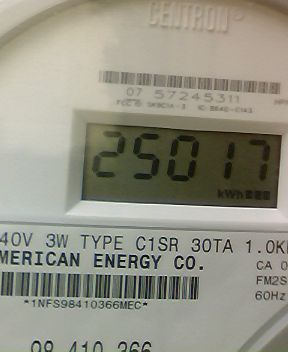 CENTRON®
07 57245311
25017
kWh
40V 3W TYPE C1SR 30TA 1.0K
MERICAN ENERGY CO.
CA 0
FM2S
60Hz
*1NFS98410366MEC*
98 410 366